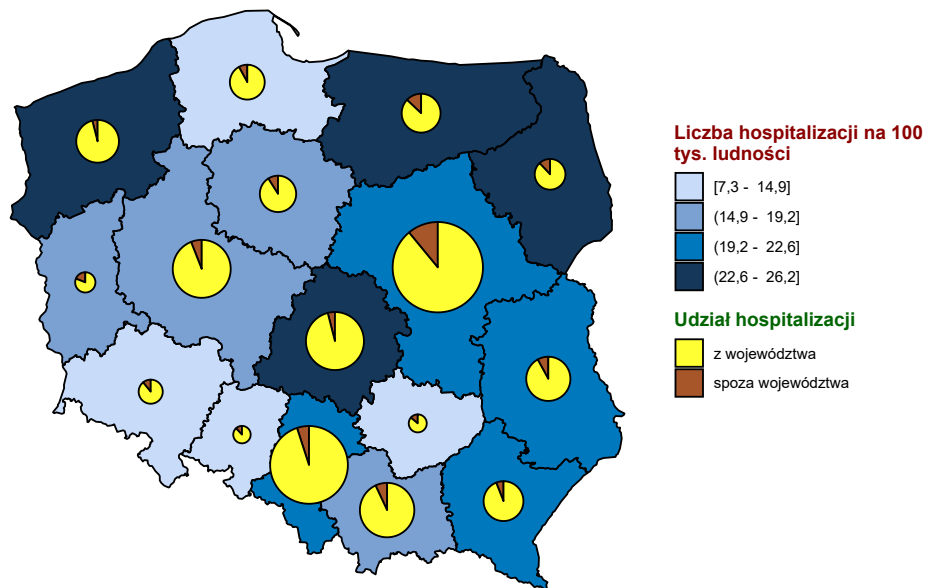 Liczba hospitalizacji na 100
tys. ludności
[7,3 - 14,9]
(14,9 - 19,2]
(19,2 - 22,6]
(22,6 - 26,2]
Udział hospitalizacji
z województwa
spoza województwa